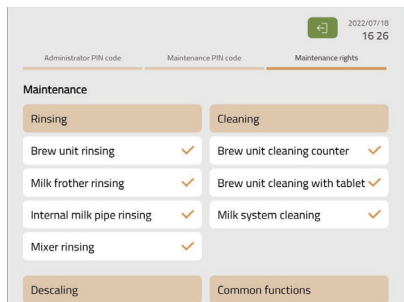 2022/07/18
16 26
Administrator PIN code
Maintenance PIN code
Maintenance rights
Maintenance
Rinsing
Cleaning
Brew unit rinsing
Brew unit cleaning counter
Milk frother rinsing
Brew unit cleaning with tablet
Internal milk pipe rinsing
Milk system cleaning
Mixer rinsing
Descaling
Common functions